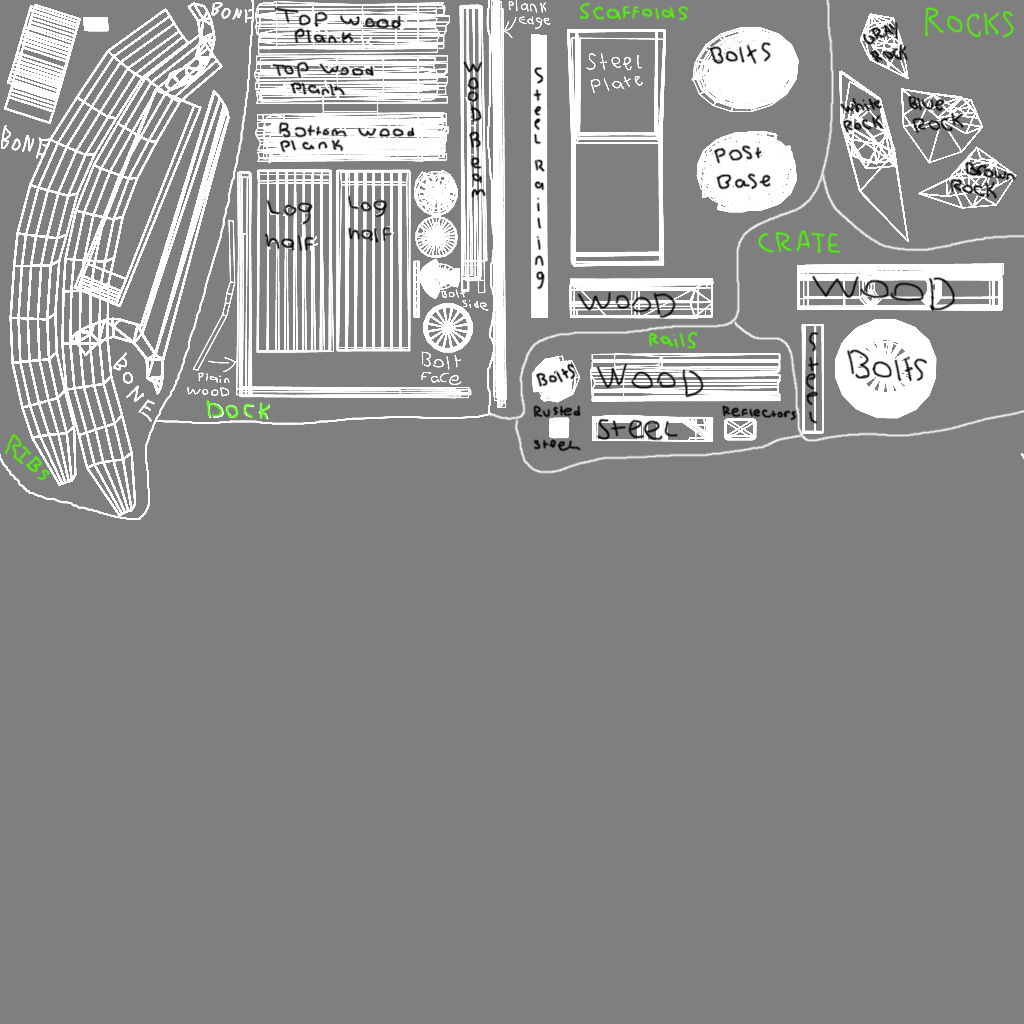 BONE
BONE
BONE
RIBS
Top wood
Plank
Top Wood
Plank
Bottom wood
Plank
Log
half
Log
half
WOOD Beam
Bolt
Side
Bolt
Face
Plain
WOOD
DOCK
Plank
edge
Scaffolds
Steel Railing
Steel
Plate
Bolts
Post
Base
WOOD
Rails
Bolts
WOOD
Rusted
Steel
STEEL
Reflectors
ROCKS
GRAY
ROCK
White
ROCK
Blue
ROCK
Brown
ROCK
CRATE
WOOD
Steel
Bolts